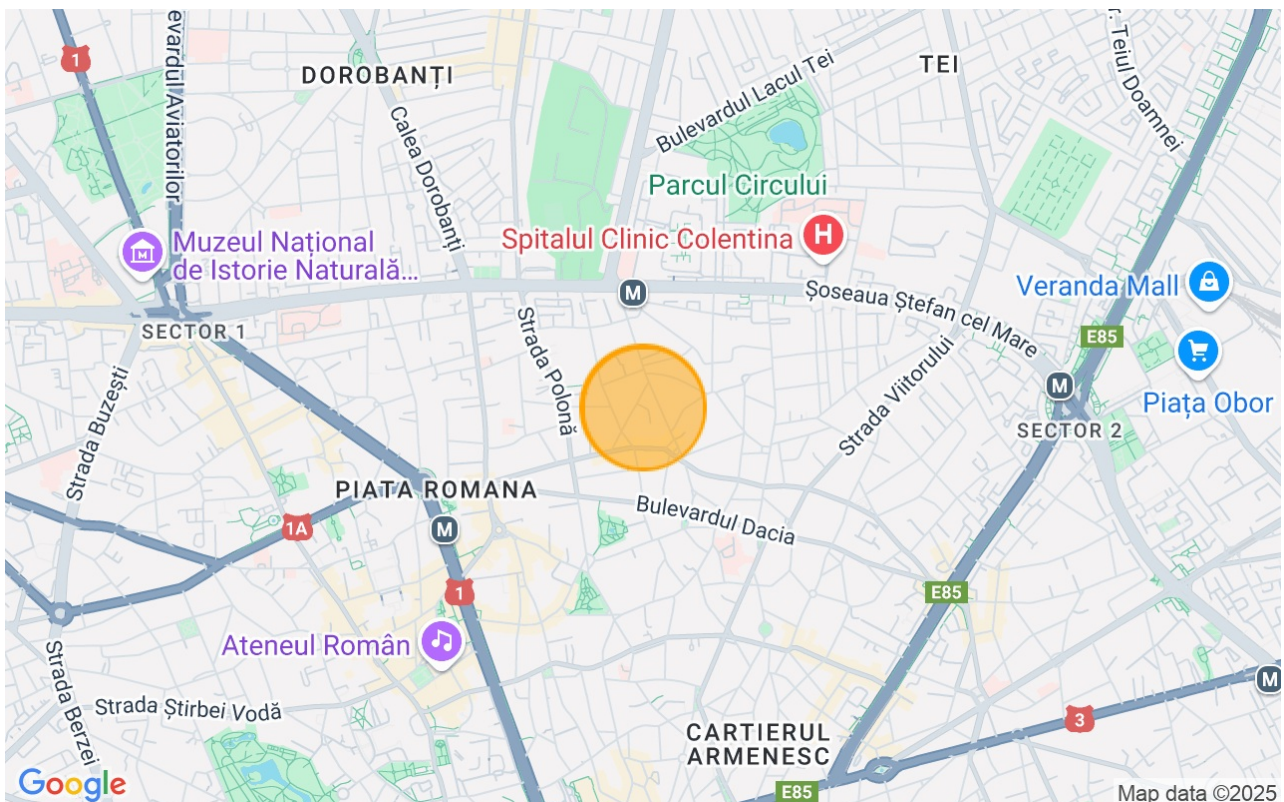 1
evardul Aviatorilor
DOROBANȚI
Calea Dorobanți
Bulevardul Lacul Tei
TEI
r. Teiul Doamnei
Parcul Circului
Muzeul Național
de Istorie Naturală...
Spitalul Clinic Colentina
H
M
Șoseaua Ștefan cel Mare
Veranda Mall
SECTOR 1
E85
Strada Polonă
Strada Buzești
Strada Viitorului
M
Piața Obor
SECTOR 2
PIATA ROMANA
1A
M
Bulevardul Dacia
1
E85
Ateneul Român
Strada Berzei
Strada Știrbei Vodă
M
3
CARTIERUL
ARMENESC
Google
E85
Map data ©2025